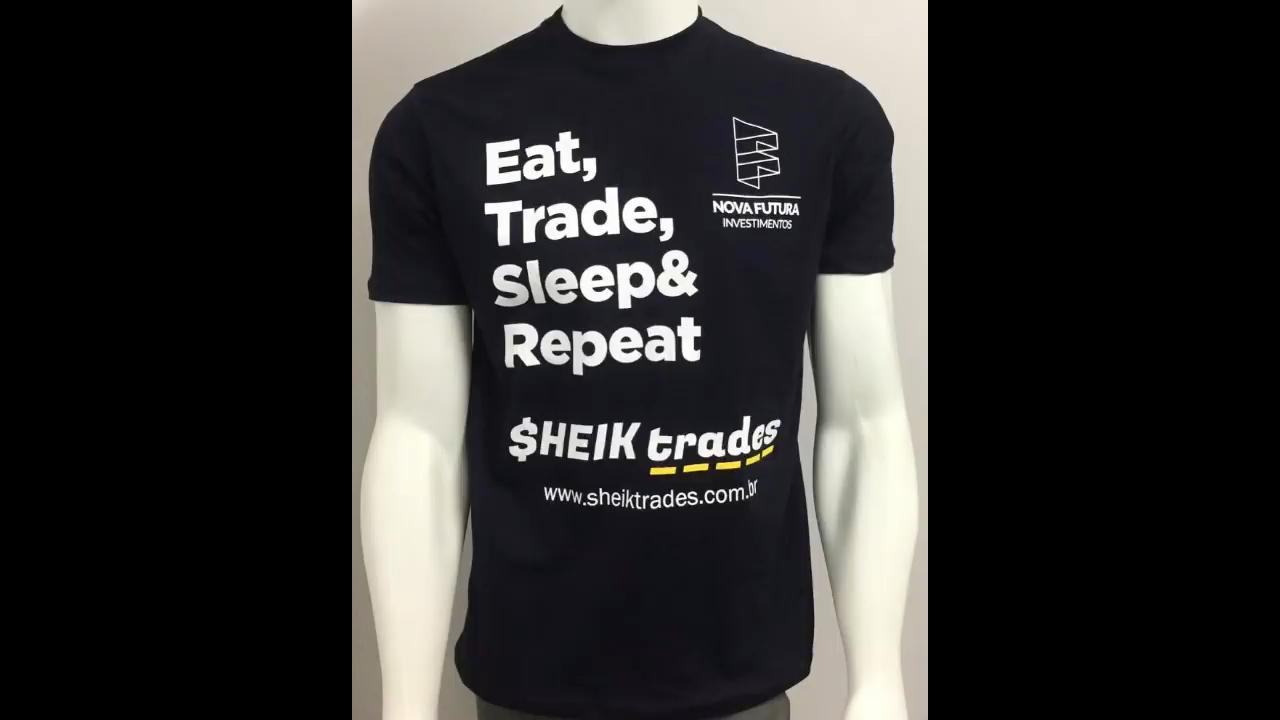 Eat,
Trade,
Sleep&
Repeat
NOVA FUTURA
INVESTIMENTOS
$HEIK trades
www.sheiktrades.com.br